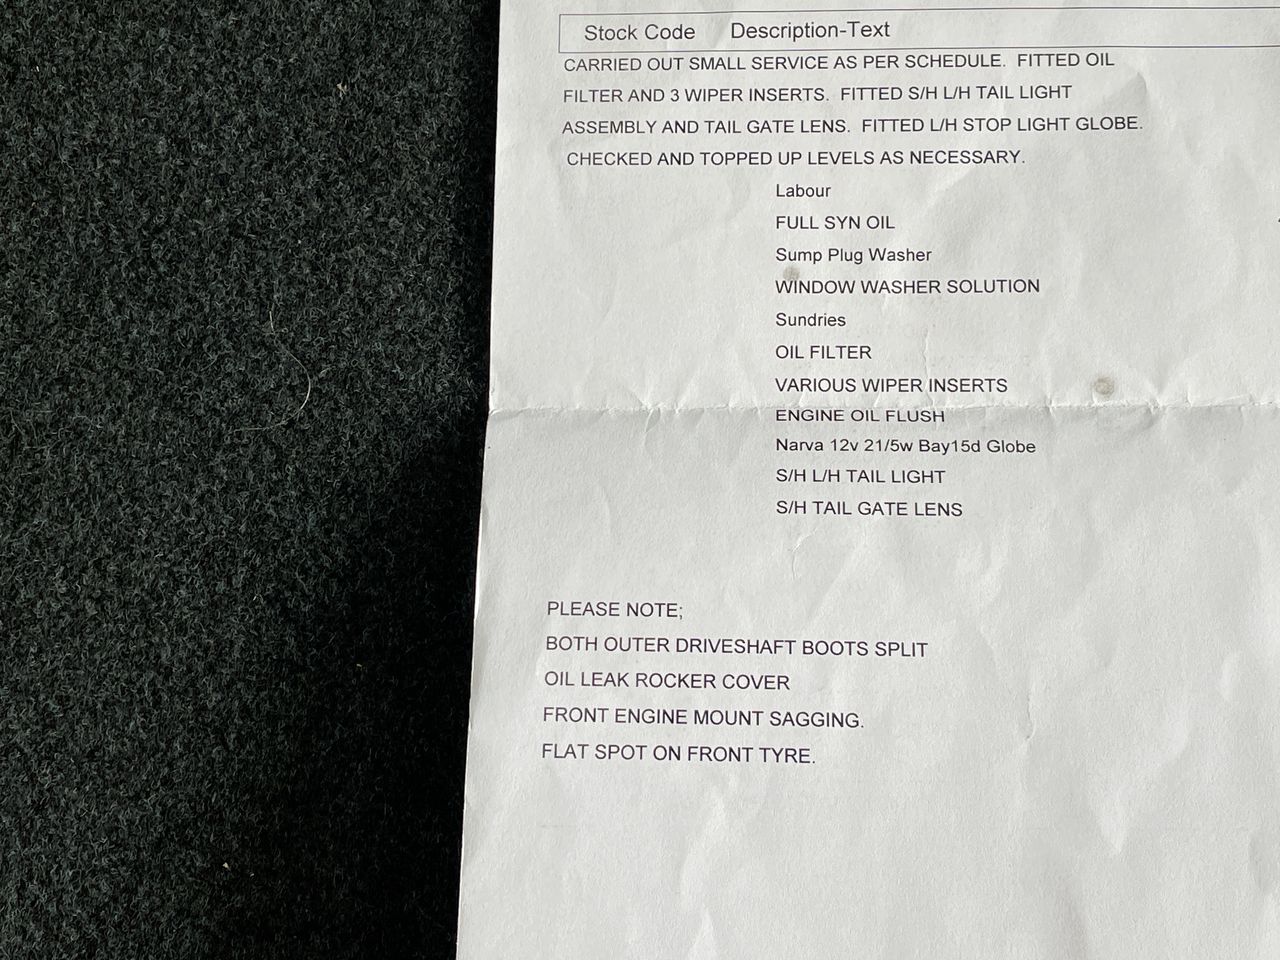 Stock Code Description-Text
CARRIED OUT SMALL SERVICE AS PER SCHEDULE. FITTED OIL
FILTER AND 3 WIPER INSERTS. FITTED S/H L/H TAIL LIGHT
ASSEMBLY AND TAIL GATE LENS. FITTED L/H STOP LIGHT GLOBE.
CHECKED AND TOPPED UP LEVELS AS NECESSARY.
Labour
FULL SYN OIL
Sump Plug Washer
WINDOW WASHER SOLUTION
Sundries
OIL FILTER
VARIOUS WIPER INSERTS
ENGINE OIL FLUSH
Narva 12v 21/5w Bay15d Globe
S/H L/H TAIL LIGHT
S/H TAIL GATE LENS
PLEASE NOTE;
BOTH OUTER DRIVESHAFT BOOTS SPLIT
OIL LEAK ROCKER COVER
FRONT ENGINE MOUNT SAGGING.
FLAT SPOT ON FRONT TYRE.